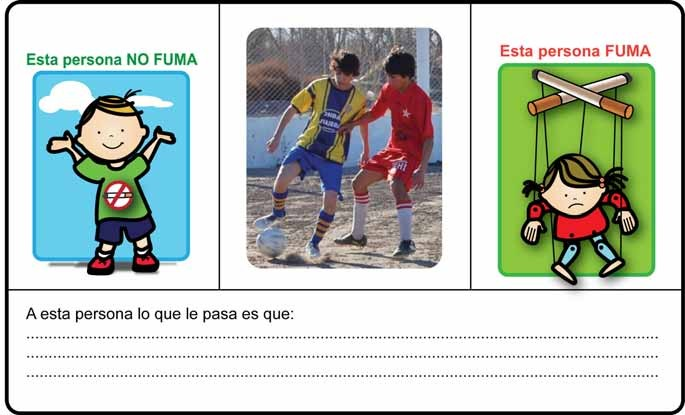 Esta persona NO FUMA
Esta persona FUMA
A esta persona lo que le pasa es que: